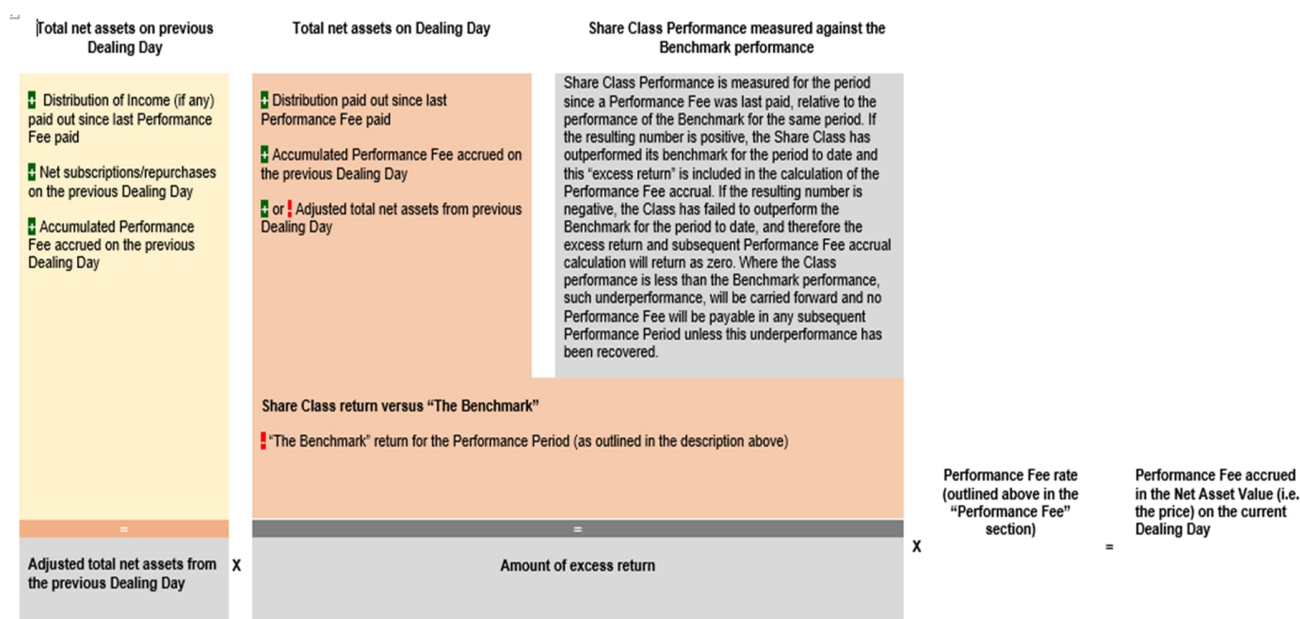 Total net assets on previous
Dealing Day
+ Distribution of Income (if any)
paid out since last Performance
Fee paid
+ Net subscriptions/repurchases
on the previous Dealing Day
+ Accumulated Performance
Fee accrued on the previous
Dealing Day
=
Adjusted total net assets from
the previous Dealing Day
X
Total net assets on Dealing Day
+ Distribution paid out since last
Performance Fee paid
+ Accumulated Performance Fee accrued on
the previous Dealing Day
+ or ! Adjusted total net assets from previous
Dealing Day
Share Class Performance measured against the
Benchmark performance
Share Class Performance is measured for the period
since a Performance Fee was last paid, relative to the
performance of the Benchmark for the same period. If
the resulting number is positive, the Share Class has
outperformed its benchmark for the period to date and
this “excess return” is included in the calculation of the
Performance Fee accrual. If the resulting number is
negative, the Class has failed to outperform the
Benchmark for the period to date, and therefore the
excess return and subsequent Performance Fee accrual
calculation will return as zero. Where the Class
performance is less than the Benchmark performance,
such underperformance, will be carried forward and no
Performance Fee will be payable in any subsequent
Performance Period unless this underperformance has
been recovered.
Share Class return versus “The Benchmark”
! “The Benchmark” return for the Performance Period (as outlined in the description above)
=
Amount of excess return
X
Performance Fee rate
(outlined above in the
“Performance Fee”
section)
=
Performance Fee accrued
in the Net Asset Value (i.e.
the price) on the current
Dealing Day